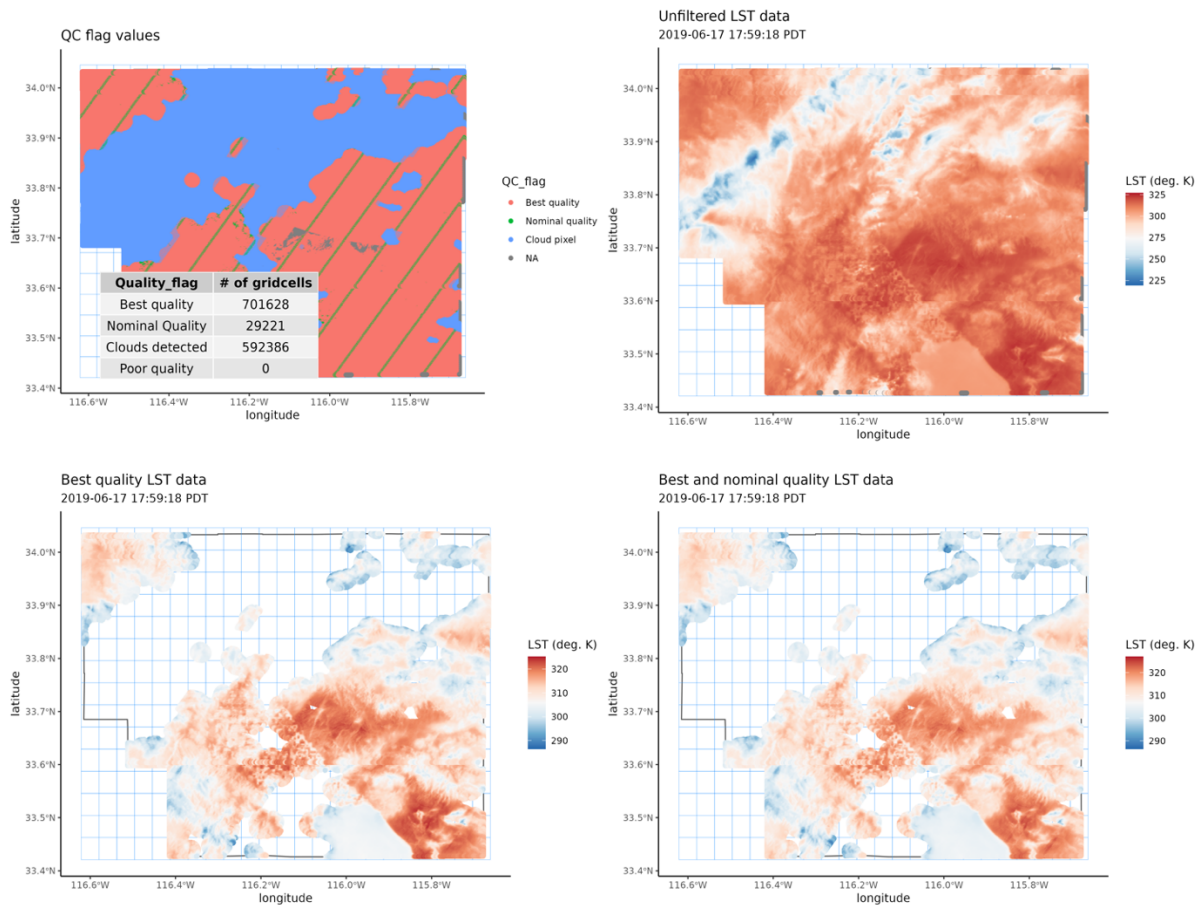 QC flag values
34.0°N
33.9°N
33.8°N
33.7°N
33.6°N
33.5°N
33.4°N
latitude
116.6°W 116.4°W 116.2°W 116.0°W 115.8°W
longitude
Quality_flag # of gridcells
Best quality 701628
Nominal Quality 29221
Clouds detected 592386
Poor quality 0
QC_flag
Best quality
Nominal quality
Cloud pixel
NA
Unfiltered LST data
2019-06-17 17:59:18 PDT
34.0°N
33.9°N
33.8°N
33.7°N
33.6°N
33.5°N
33.4°N
latitude
116.6°W 116.4°W 116.2°W 116.0°W 115.8°W
longitude
LST (deg. K)
325
300
275
250
225
Best quality LST data
2019-06-17 17:59:18 PDT
34.0°N
33.9°N
33.8°N
33.7°N
33.6°N
33.5°N
33.4°N
latitude
116.6°W 116.4°W 116.2°W 116.0°W 115.8°W
longitude
LST (deg. K)
320
310
300
290
Best and nominal quality LST data
2019-06-17 17:59:18 PDT
34.0°N
33.9°N
33.8°N
33.7°N
33.6°N
33.5°N
33.4°N
latitude
116.6°W 116.4°W 116.2°W 116.0°W 115.8°W
longitude
LST (deg. K)
320
310
300
290